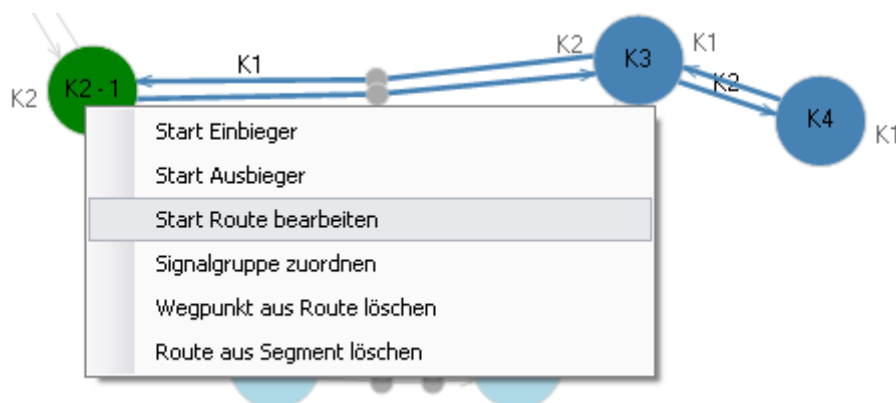 K1
K2
K3
K1
K2 - 1
K2
K2
K4
K1
Start Einbieger
Start Ausbieger
Start Route bearbeiten
Signalgruppe zuordnen
Wegpunkt aus Route löschen
Route aus Segment löschen